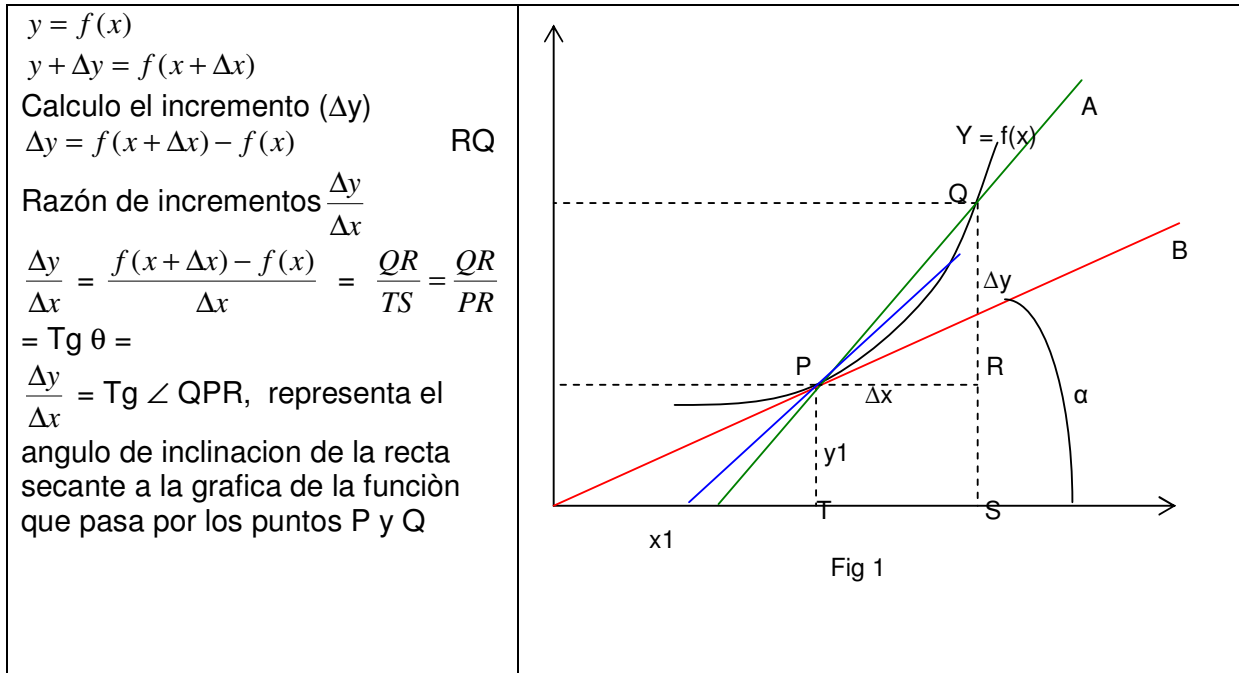 y = f(x)
y + Δy = f(x + Δx)
Calculo el incremento (Δy)
Δy = f(x + Δx) − f(x) RQ
Razón de incrementos Δy/Δx
Δy/Δx = (f(x + Δx) − f(x))/Δx = QR/TS = QR/PR
= Tg θ =
Δy/Δx = Tg ∠ QPR, representa el
angulo de inclinacion de la recta
secante a la grafica de la funciòn
que pasa por los puntos P y Q
A
Y = f(x)
Q
B
Δy
P
R
Δx
α
y1
T
S
x1
Fig 1